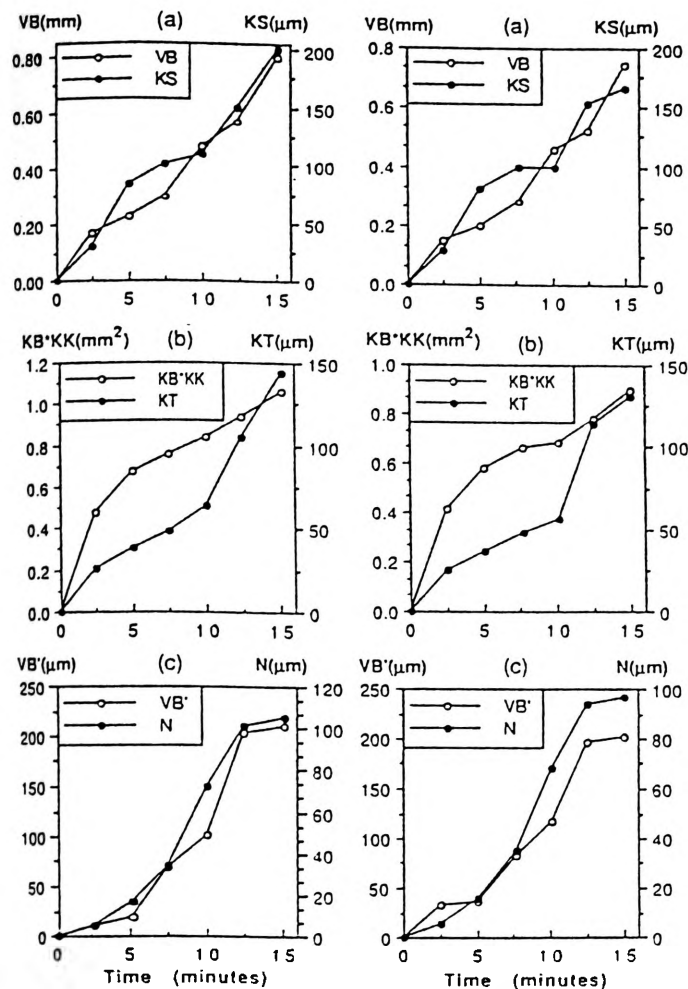 VB(mm) (a) KS(μm)
0.80
0.60
0.40
0.20
0.00
VB
KS
200
150
100
50
0
0 5 10 15
VB(mm) (a) KS(μm)
0.8
0.6
0.4
0.2
0.0
VB
KS
200
150
100
50
0
0 5 10 15
KB*KK(mm²) (b) KT(μm)
1.2
1.0
0.8
0.6
0.4
0.2
0.0
KB*KK
KT
150
100
50
0
0 5 10 15
KB*KK(mm²) (b) KT(μm)
1.0
0.8
0.6
0.4
0.2
0.0
KB*KK
KT
150
100
50
0
0 5 10 15
VB'(μm) (c) N(μm)
250
200
150
100
50
0
VB'
N
120
100
80
60
40
20
0
0 5 10 15
Time (minutes)
VB'(μm) (c) N(μm)
250
200
150
100
50
0
VB'
N
100
80
60
40
20
0
0 5 10 15
Time (minutes)